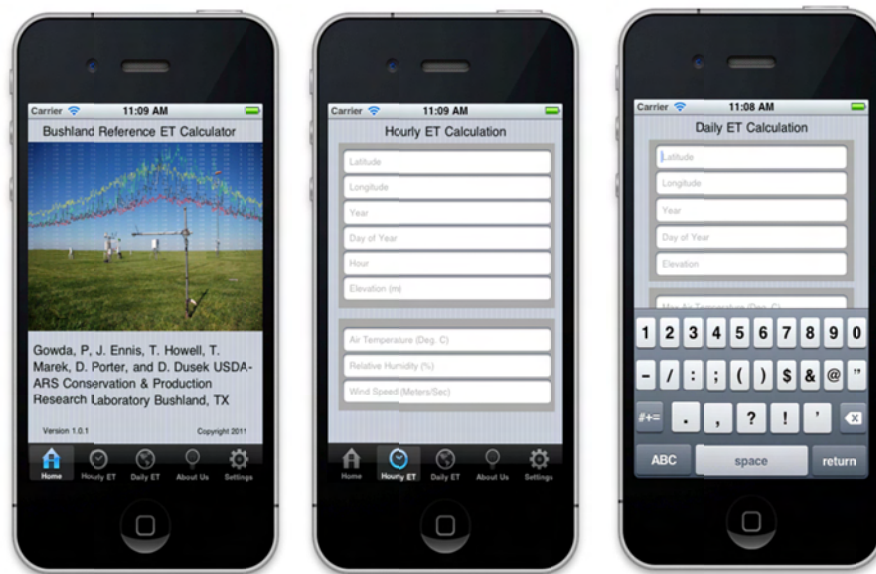 Carrier 11:09 AM
Bushland Reference ET Calculator
Gowda, P, J. Ennis, T. Howell, T.
Marek, D. Porter, and D. Dusek USDA-
ARS Conservation & Production
Research Laboratory Bushland, TX
Version 1.0.1 Copyright 2011
Home Hourly ET Daily ET About Us Settings
Carrier 11:09 AM
Hourly ET Calculation
Latitude
Longitude
Year
Day of Year
Hour
Elevation (m)
Air Temperature (Deg. C)
Relative Humidity (%)
Wind Speed (Meters/Sec)
Home Hourly ET Daily ET About Us Settings
Carrier 11:08 AM
Daily ET Calculation
Latitude
Longitude
Year
Day of Year
Elevation
Max Air Temperature (Deg. C)
1 2 3 4 5 6 7 8 9 0
- / : ; ( ) $ & @ "
#+= . , ? ! '
ABC space return